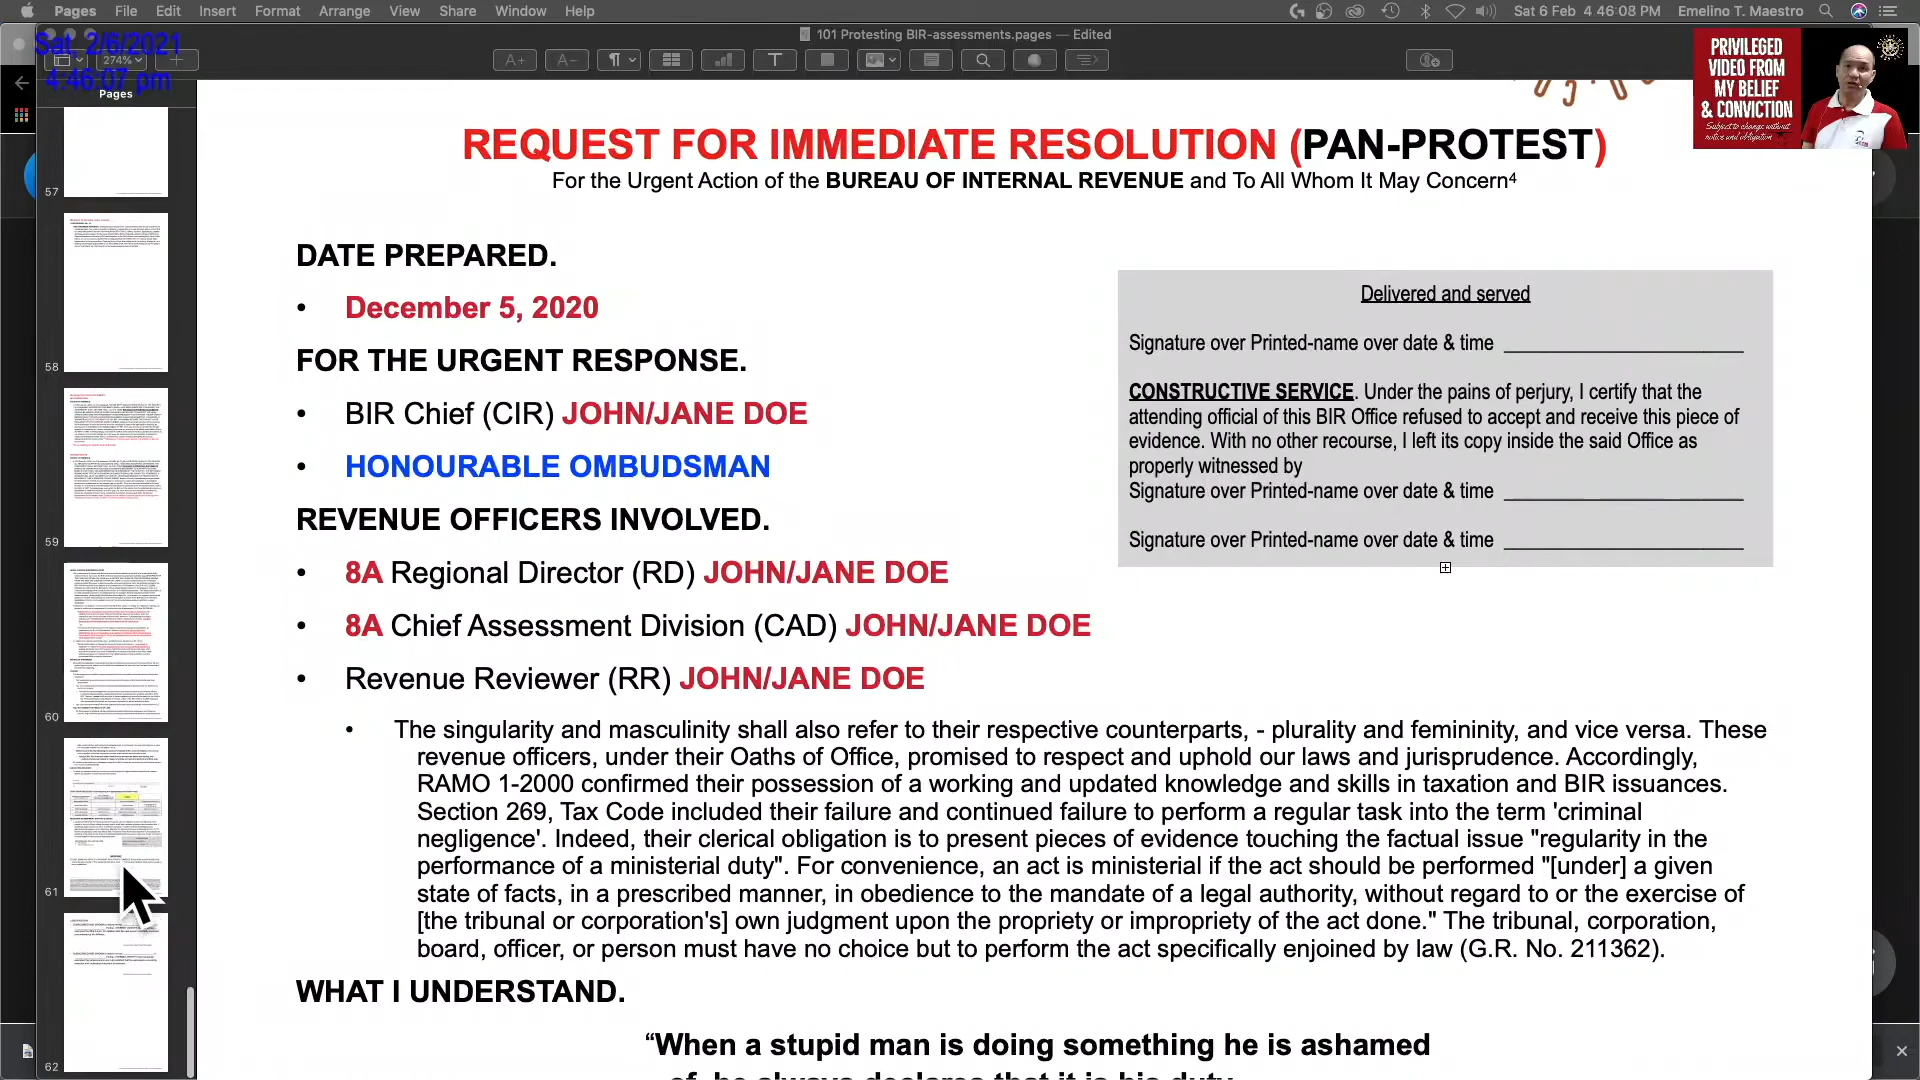 Pages File Edit Insert Format Arrange View Share Window Help Sat 6 Feb 4 46:08 PM Emelino T. Maestro
101 Protesting BIR-assessments.pages — Edited
Sat, 2/6/2021
4:46:07 pm
274%
Pages
57
58
59
60
61
62
PRIVILEGED
VIDEO FROM
MY BELIEF
& CONVICTION
Subject to change without
notice and obligation
REQUEST FOR IMMEDIATE RESOLUTION (PAN-PROTEST)
For the Urgent Action of the BUREAU OF INTERNAL REVENUE and To All Whom It May Concern4
DATE PREPARED.
• December 5, 2020
FOR THE URGENT RESPONSE.
• BIR Chief (CIR) JOHN/JANE DOE
• HONOURABLE OMBUDSMAN
REVENUE OFFICERS INVOLVED.
• 8A Regional Director (RD) JOHN/JANE DOE
• 8A Chief Assessment Division (CAD) JOHN/JANE DOE
• Revenue Reviewer (RR) JOHN/JANE DOE
Delivered and served
Signature over Printed-name over date & time
CONSTRUCTIVE SERVICE. Under the pains of perjury, I certify that the
attending official of this BIR Office refused to accept and receive this piece of
evidence. With no other recourse, I left its copy inside the said Office as
properly witnessed by
Signature over Printed-name over date & time
Signature over Printed-name over date & time
• The singularity and masculinity shall also refer to their respective counterparts, - plurality and femininity, and vice versa. These
revenue officers, under their Oaths of Office, promised to respect and uphold our laws and jurisprudence. Accordingly,
RAMO 1-2000 confirmed their possession of a working and updated knowledge and skills in taxation and BIR issuances.
Section 269, Tax Code included their failure and continued failure to perform a regular task into the term 'criminal
negligence'. Indeed, their clerical obligation is to present pieces of evidence touching the factual issue "regularity in the
performance of a ministerial duty". For convenience, an act is ministerial if the act should be performed "[under] a given
state of facts, in a prescribed manner, in obedience to the mandate of a legal authority, without regard to or the exercise of
[the tribunal or corporation's] own judgment upon the propriety or impropriety of the act done." The tribunal, corporation,
board, officer, or person must have no choice but to perform the act specifically enjoined by law (G.R. No. 211362).
WHAT I UNDERSTAND.
“When a stupid man is doing something he is ashamed
of, he always declares that it is his duty